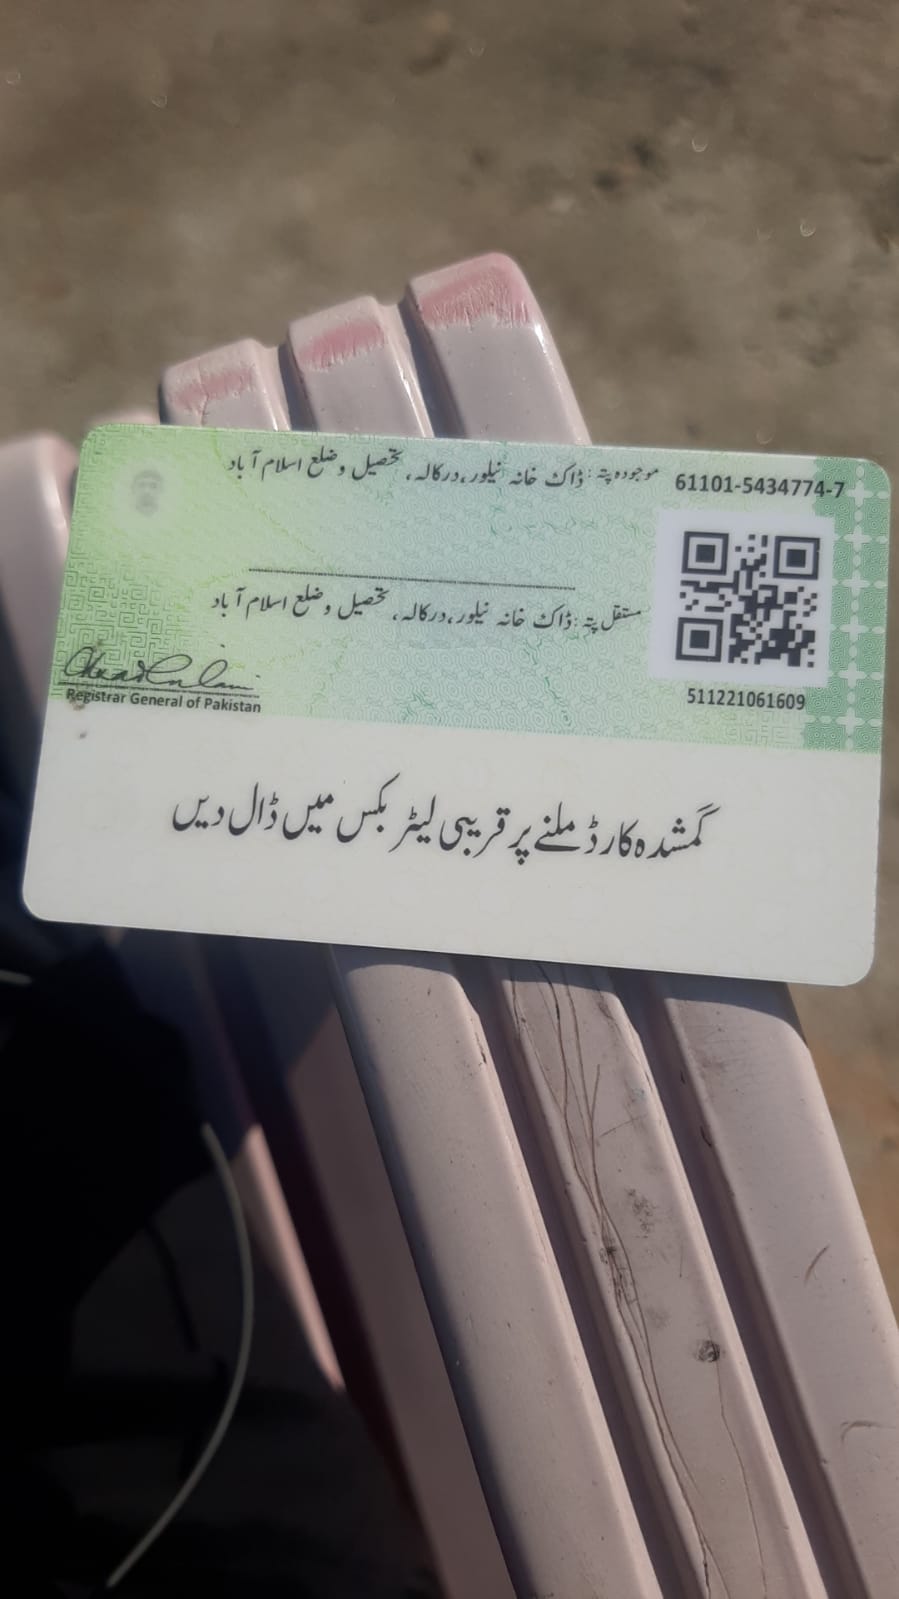 61101-5434774-7
موجودہ پتہ : ڈاک خانہ نیلور ،درکالہ، تحصیل و ضلع اسلام آباد
مستقل پتہ : ڈاک خانہ نیلور ،درکالہ، تحصیل و ضلع اسلام آباد
511221061609
Registrar General of Pakistan
گمشدہ کارڈ ملنے پر قریبی لیٹر بکس میں ڈال دیں